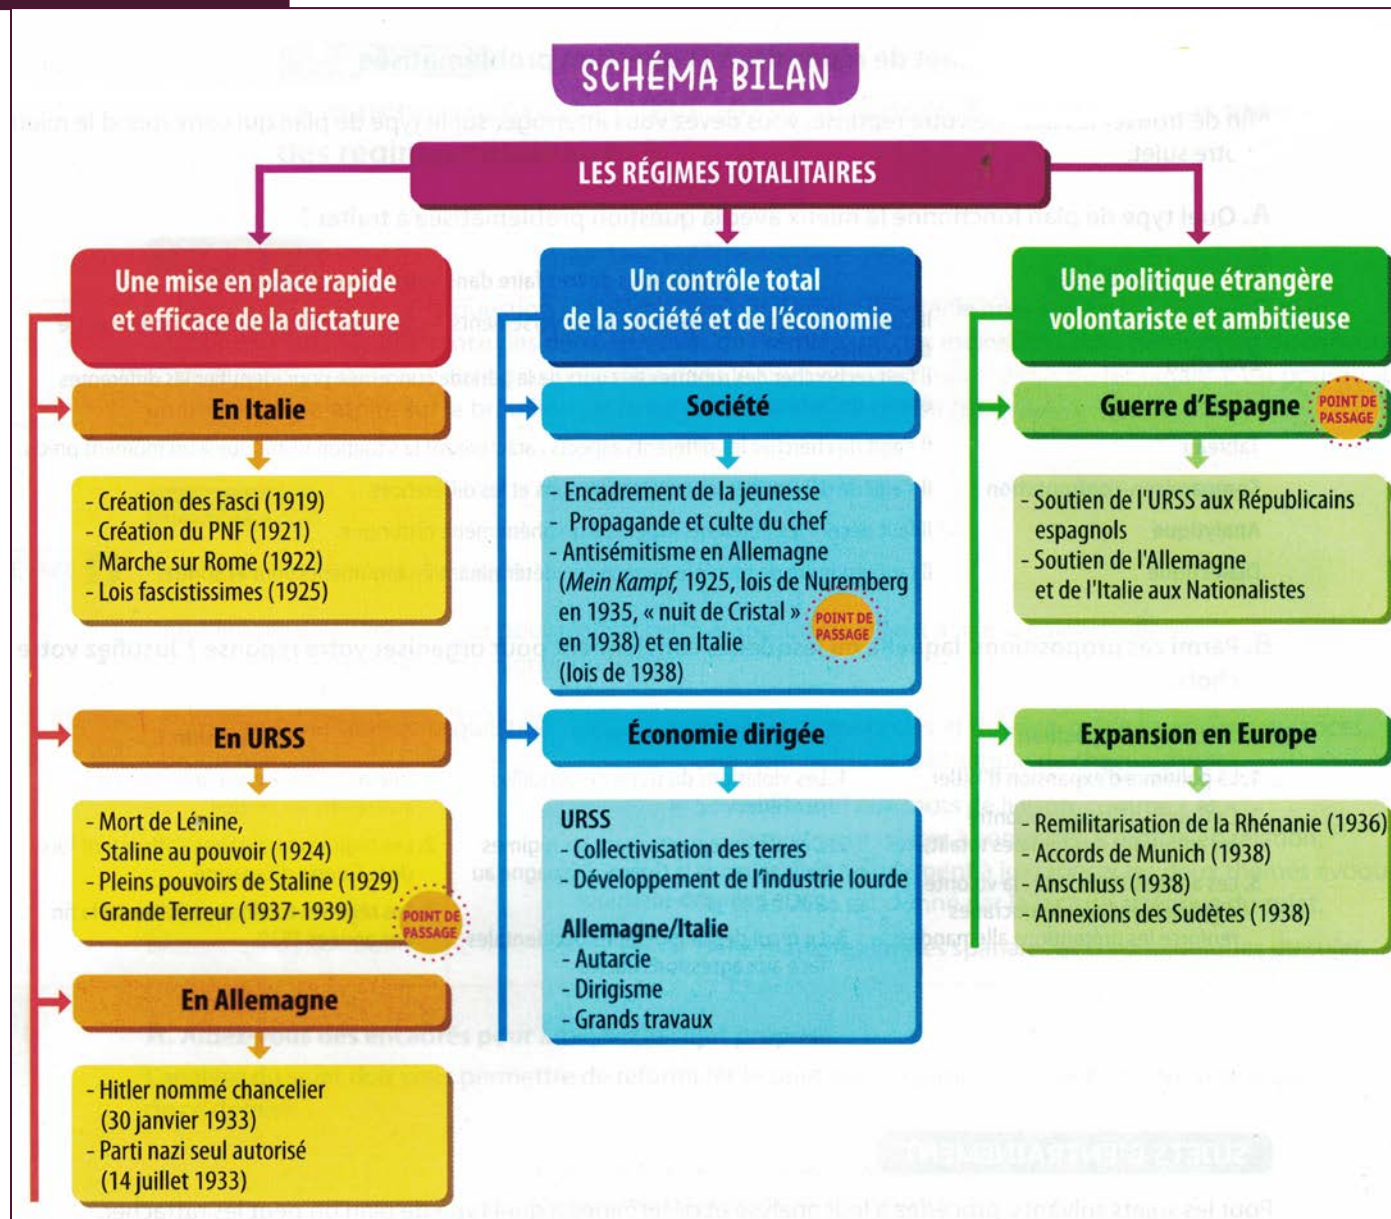 SCHÉMA BILAN
LES RÉGIMES TOTALITAIRES
Une mise en place rapide
et efficace de la dictature
En Italie
- Création des Fasci (1919)
- Création du PNF (1921)
- Marche sur Rome (1922)
- Lois fascistissimes (1925)
En URSS
- Mort de Lénine,
Staline au pouvoir (1924)
- Pleins pouvoirs de Staline (1929)
- Grande Terreur (1937-1939)
POINT DE
PASSAGE
En Allemagne
- Hitler nommé chancelier
(30 janvier 1933)
- Parti nazi seul autorisé
(14 juillet 1933)
Un contrôle total
de la société et de l'économie
Société
- Encadrement de la jeunesse
- Propagande et culte du chef
- Antisémitisme en Allemagne
(Mein Kampf, 1925, lois de Nuremberg
en 1935, « nuit de Cristal »
en 1938) et en Italie
(lois de 1938)
POINT DE
PASSAGE
Économie dirigée
URSS
- Collectivisation des terres
- Développement de l'industrie lourde
Allemagne/Italie
- Autarcie
- Dirigisme
- Grands travaux
Une politique étrangère
volontariste et ambitieuse
Guerre d'Espagne
POINT DE
PASSAGE
- Soutien de l'URSS aux Républicains
espagnols
- Soutien de l'Allemagne
et de l'Italie aux Nationalistes
Expansion en Europe
- Remilitarisation de la Rhénanie (1936)
- Accords de Munich (1938)
- Anschluss (1938)
- Annexions des Sudètes (1938)